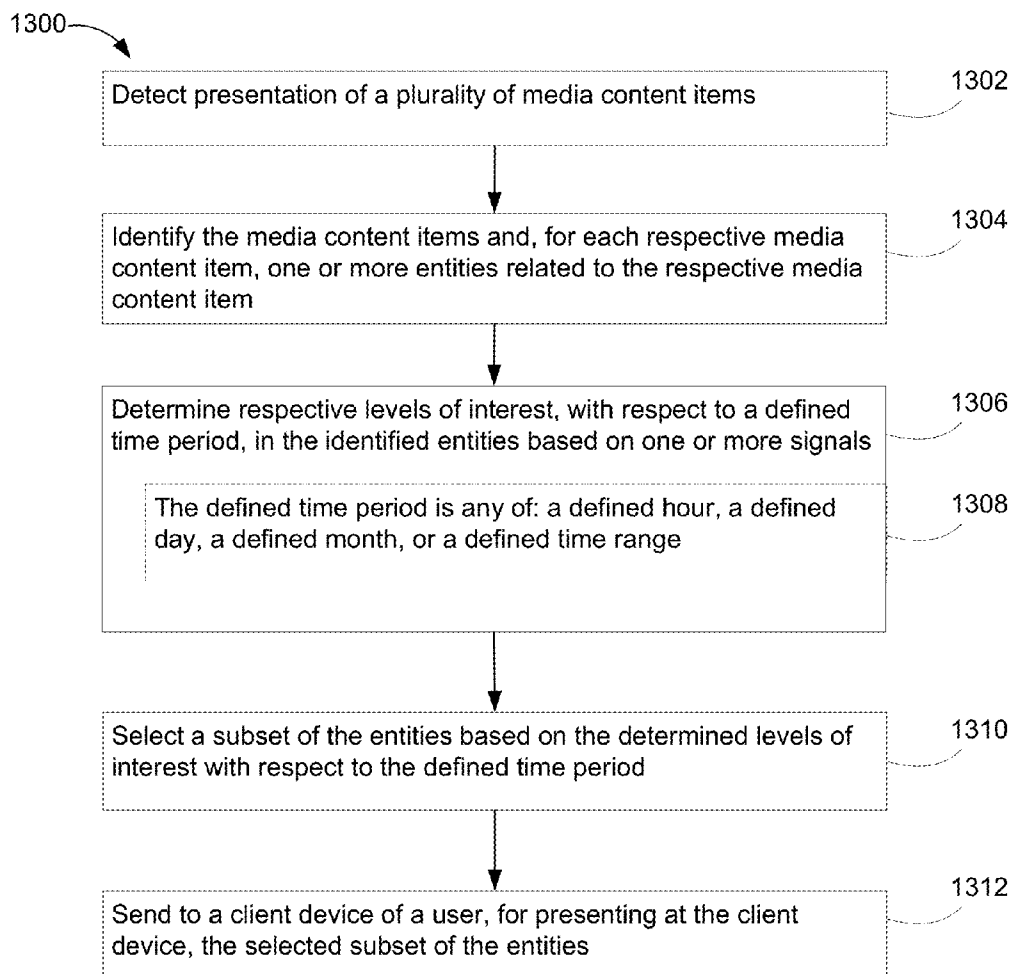 1300
Detect presentation of a plurality of media content items
1302
Identify the media content items and, for each respective media
content item, one or more entities related to the respective media
content item
1304
Determine respective levels of interest, with respect to a defined
time period, in the identified entities based on one or more signals
1306
The defined time period is any of: a defined hour, a defined
day, a defined month, or a defined time range
1308
Select a subset of the entities based on the determined levels of
interest with respect to the defined time period
1310
Send to a client device of a user, for presenting at the client
device, the selected subset of the entities
1312